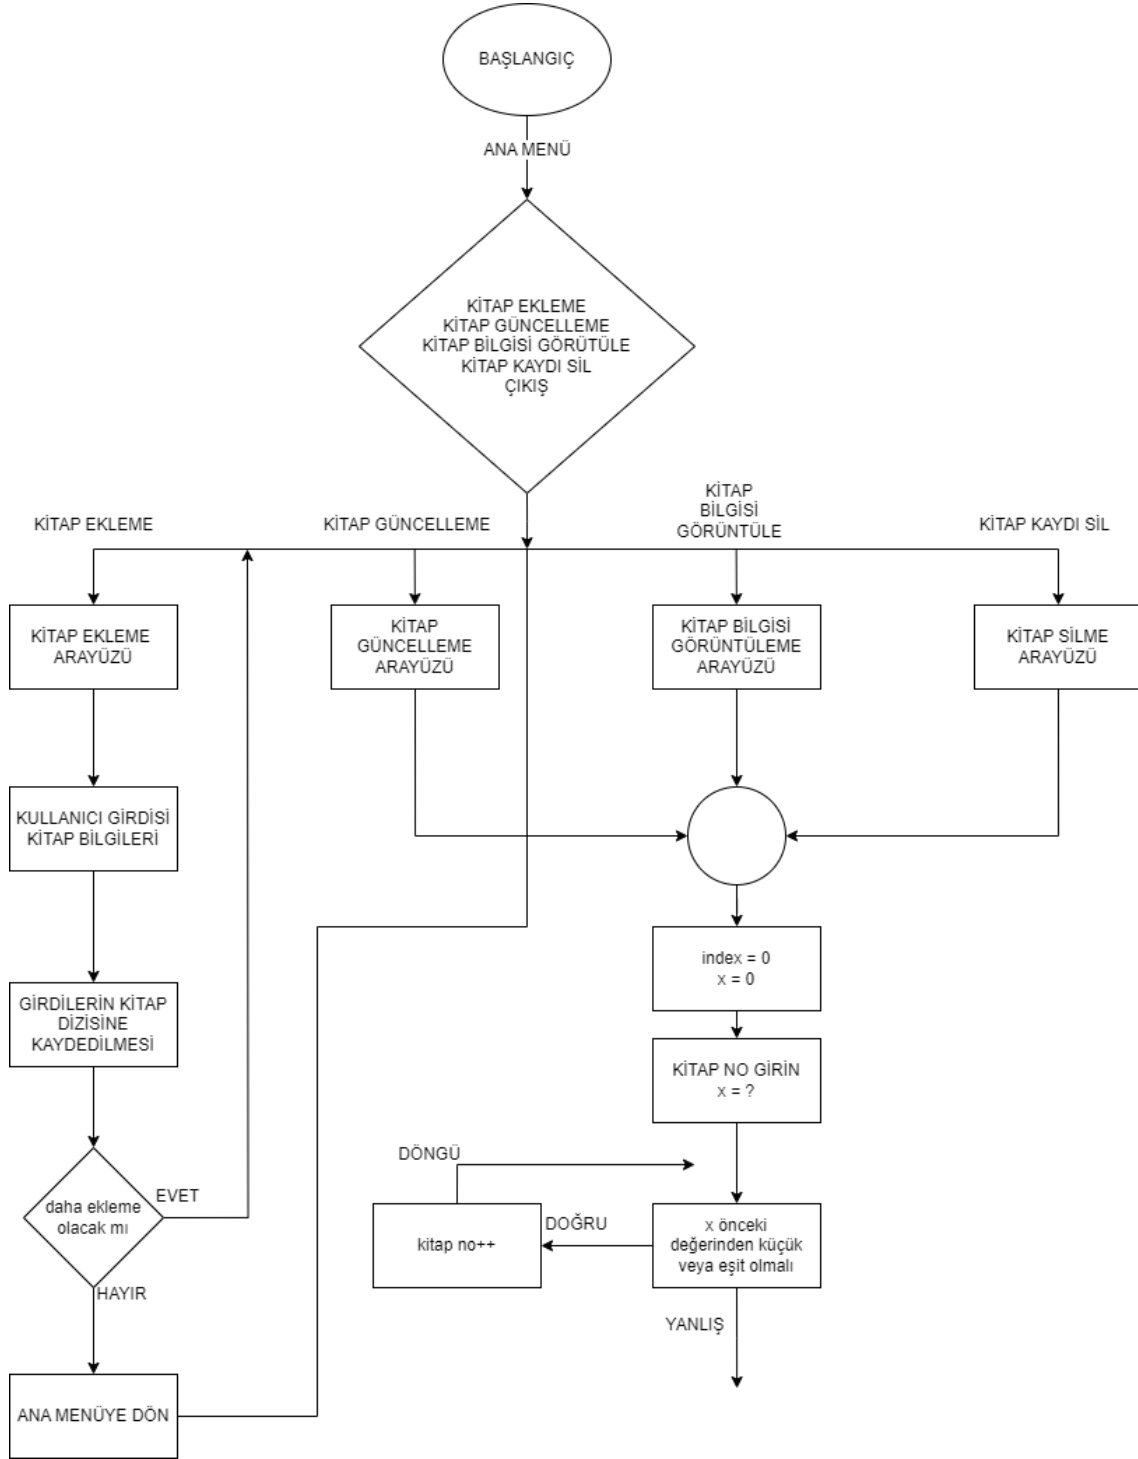 BAŞLANGIÇ
ANA MENÜ
KİTAP EKLEME
KİTAP GÜNCELLEME
KİTAP BİLGİSİ GÖRÜTÜLE
KİTAP KAYDI SİL
ÇIKIŞ
KİTAP EKLEME
KİTAP GÜNCELLEME
KİTAP
BİLGİSİ
GÖRÜNTÜLE
KİTAP KAYDI SİL
KİTAP EKLEME
ARAYÜZÜ
KİTAP
GÜNCELLEME
ARAYÜZÜ
KİTAP BİLGİSİ
GÖRÜNTÜLEME
ARAYÜZÜ
KİTAP SİLME
ARAYÜZÜ
KULLANICI GİRDİSİ
KİTAP BİLGİLERİ
index = 0
x = 0
GİRDİLERİN KİTAP
DİZİSİNE
KAYDEDİLMESİ
KİTAP NO GİRİN
x = ?
DÖNGÜ
daha ekleme
olacak mı
EVET
HAYIR
kitap no++
DOĞRU
x önceki
değerinden küçük
veya eşit olmalı
YANLIŞ
ANA MENÜYE DÖN